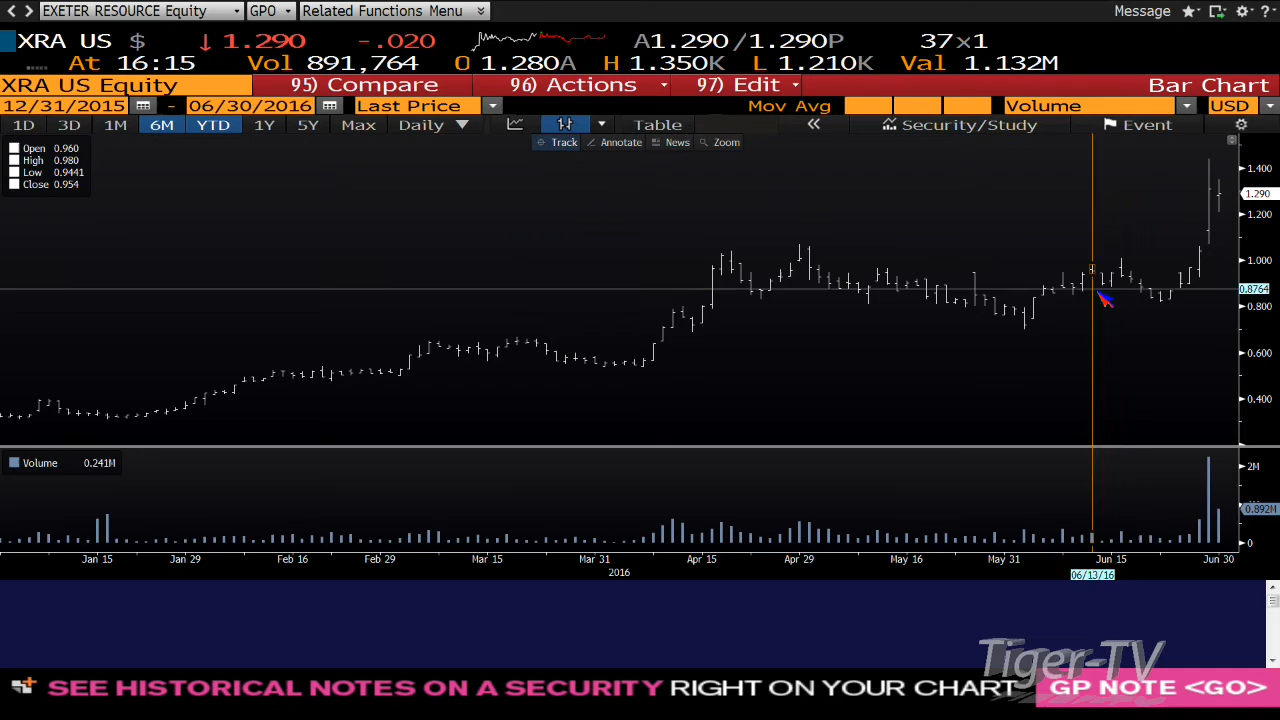 EXETER RESOURCE Equity GPO Related Functions Menu Message ?
XRA US $ ↓ 1.290 -.020 A1.290 /1.290P 37×1
At 16:15 Vol 891,764 O 1.280A H 1.350K L 1.210K Val 1.132M
XRA US Equity 95) Compare 96) Actions 97) Edit Bar Chart
12/31/2015 - 06/30/2016 Last Price Mov Avg Volume USD
1D 3D 1M 6M YTD 1Y 5Y Max Daily Table « Security/Study Event
Track Annotate News Zoom
Open 0.960
High 0.980
Low 0.9441
Close 0.954
1.400
1.290
1.200
1.000
0.8764
0.800
0.600
0.400
Volume 0.241M
2M
0.892M
0
Jan 15 Jan 29 Feb 16 Feb 29 Mar 15 Mar 31 Apr 15 Apr 29 May 16 May 31 Jun 15 Jun 30
2016
06/13/16
Tiger-TV
SEE HISTORICAL NOTES ON A SECURITY RIGHT ON YOUR CHART GP NOTE <GO>